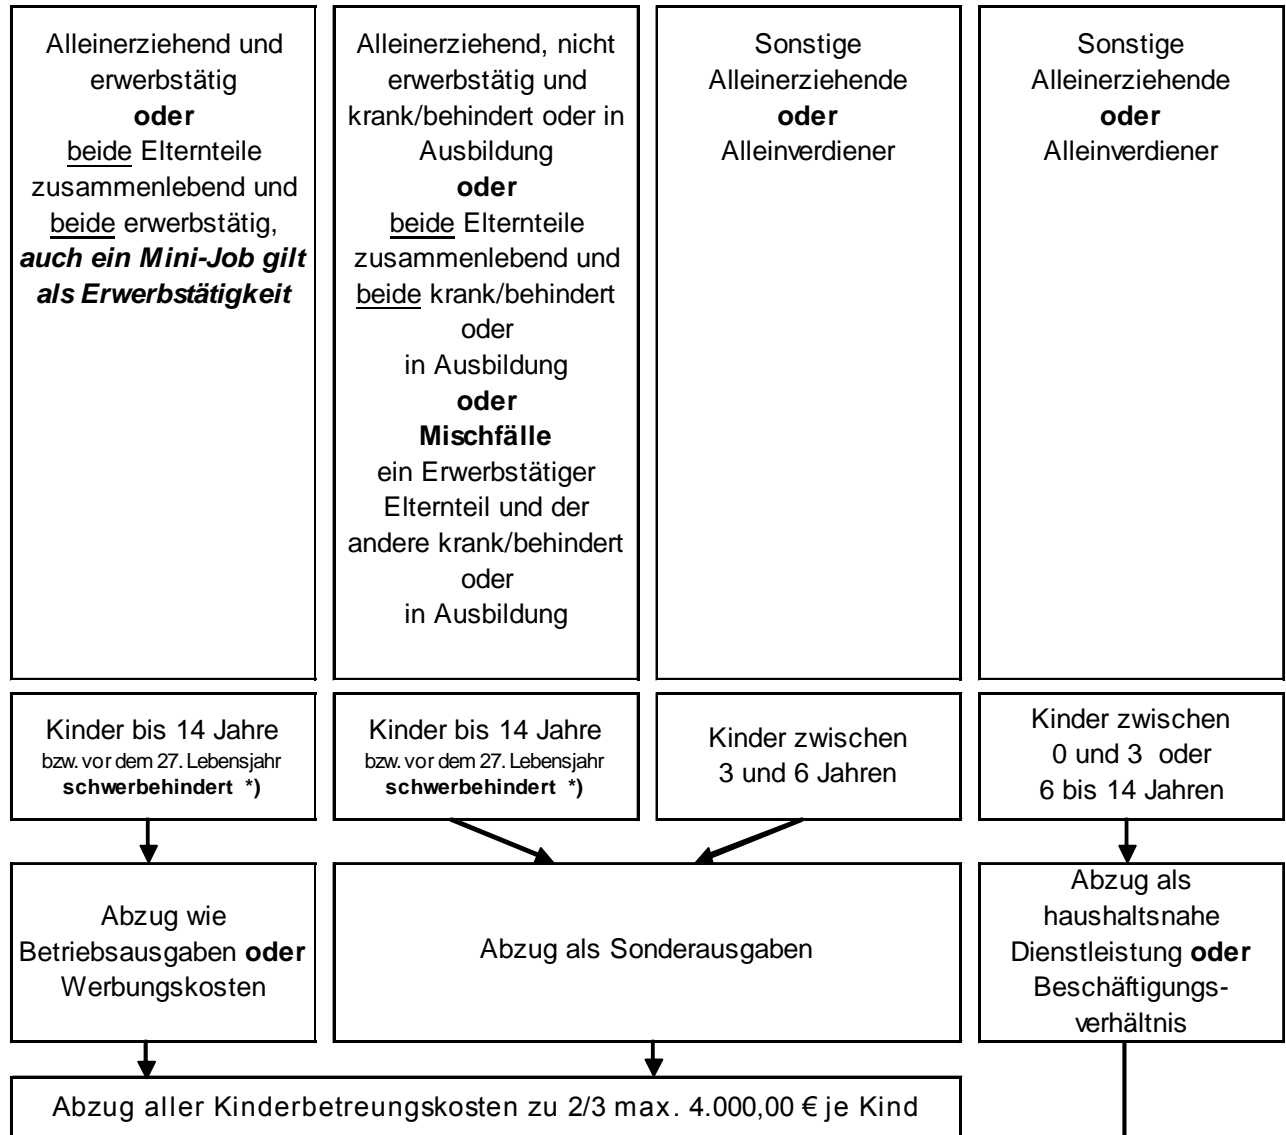 Alleinerziehend und
erwerbstätig
oder
beide Elternteile
zusammenlebend und
beide erwerbstätig,
auch ein Mini-Job gilt
als Erwerbstätigkeit
Alleinerziehend, nicht
erwerbstätig und
krank/behindert oder in
Ausbildung
oder
beide Elternteile
zusammenlebend und
beide krank/behindert
oder
in Ausbildung
oder
Mischfälle
ein Erwerbstätiger
Elternteil und der
andere krank/behindert
oder
in Ausbildung
Sonstige
Alleinerziehende
oder
Alleinverdiener
Sonstige
Alleinerziehende
oder
Alleinverdiener
Kinder bis 14 Jahre
bzw. vor dem 27. Lebensjahr
schwerbehindert *)
Kinder bis 14 Jahre
bzw. vor dem 27. Lebensjahr
schwerbehindert *)
Kinder zwischen
3 und 6 Jahren
Kinder zwischen
0 und 3 oder
6 bis 14 Jahren
Abzug wie
Betriebsausgaben oder
Werbungskosten
Abzug als Sonderausgaben
Abzug als
haushaltsnahe
Dienstleistung oder
Beschäftigungs-
verhältnis
Abzug aller Kinderbetreungskosten zu 2/3 max. 4.000,00 € je Kind